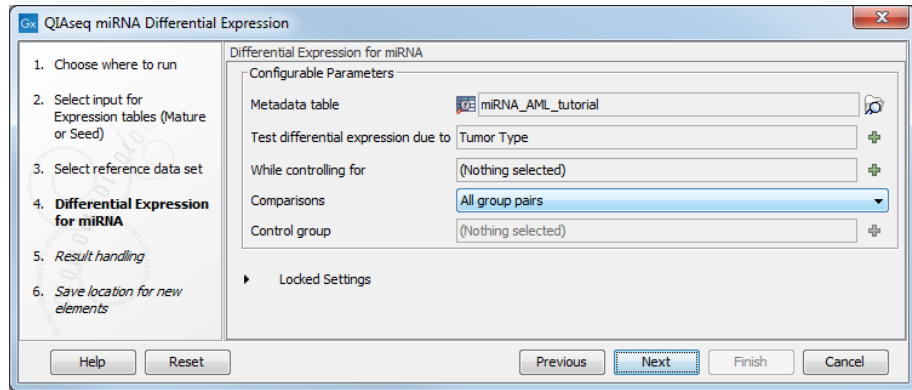 Gx QIAseq miRNA Differential Expression
1. Choose where to run
2. Select input for
Expression tables (Mature
or Seed)
3. Select reference data set
4. Differential Expression
for miRNA
5. Result handling
6. Save location for new
elements
Differential Expression for miRNA
Configurable Parameters
Metadata table miRNA_AML_tutorial
Test differential expression due to Tumor Type
While controlling for (Nothing selected)
Comparisons All group pairs
Control group (Nothing selected)
Locked Settings
Help Reset Previous Next Finish Cancel